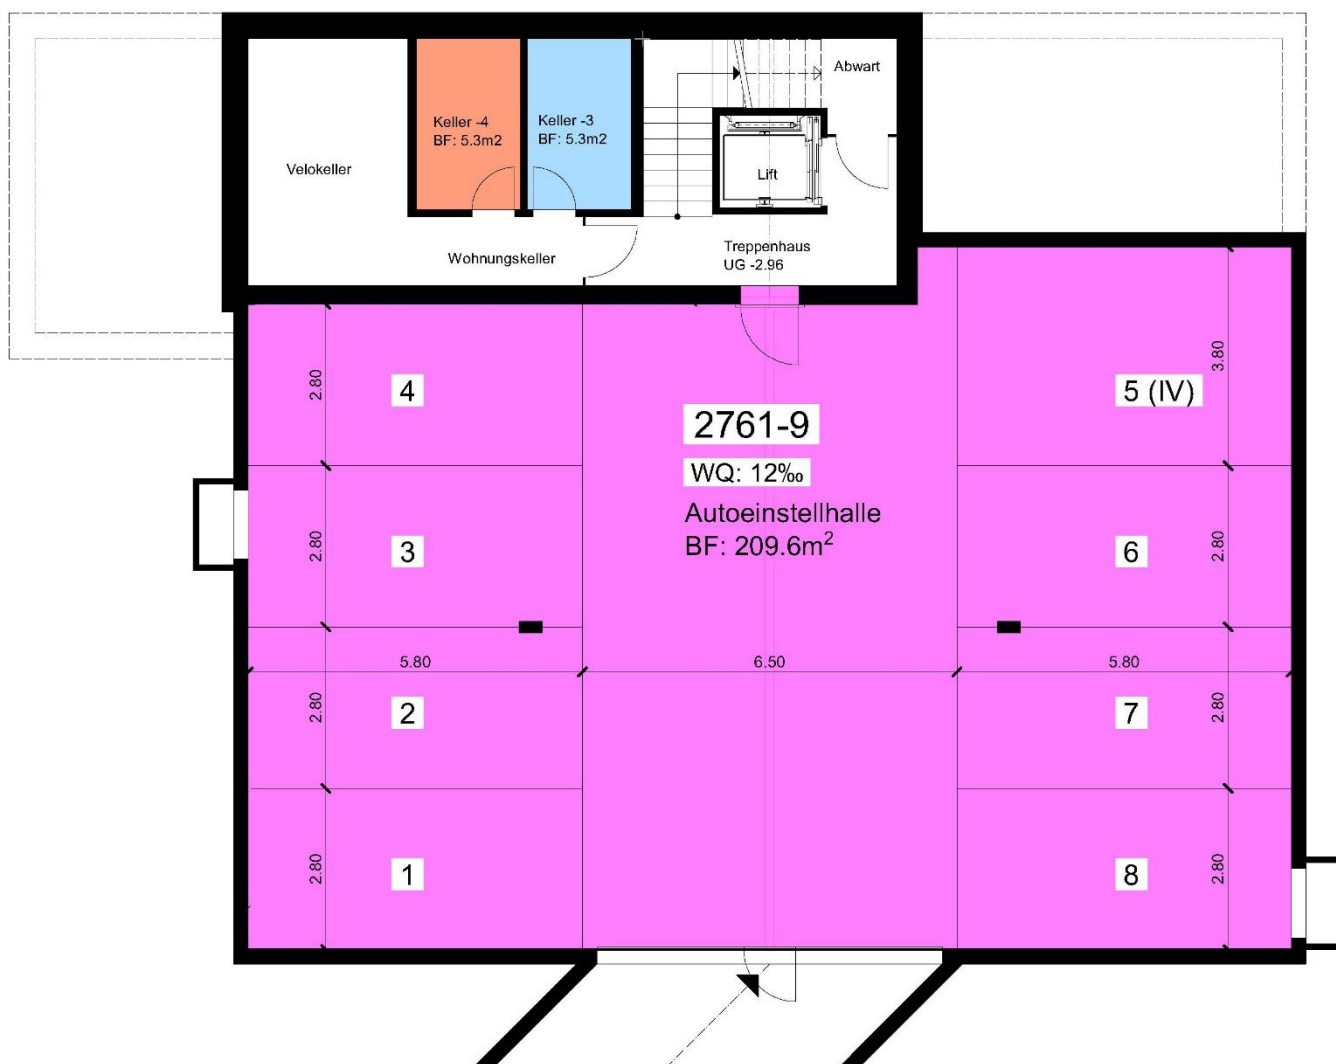 Abwart
Keller -4
BF: 5.3m2
Keller -3
BF: 5.3m2
Velokeller
Lift
Wohnungskeller
Treppenhaus
UG -2.96
2.80
4
3.80
5 (IV)
2761-9
WQ: 12‰
Autoeinstellhalle
BF: 209.6m²
2.80
3
6
2.80
5.80
6.50
5.80
2.80
2
7
2.80
2.80
1
8
2.80